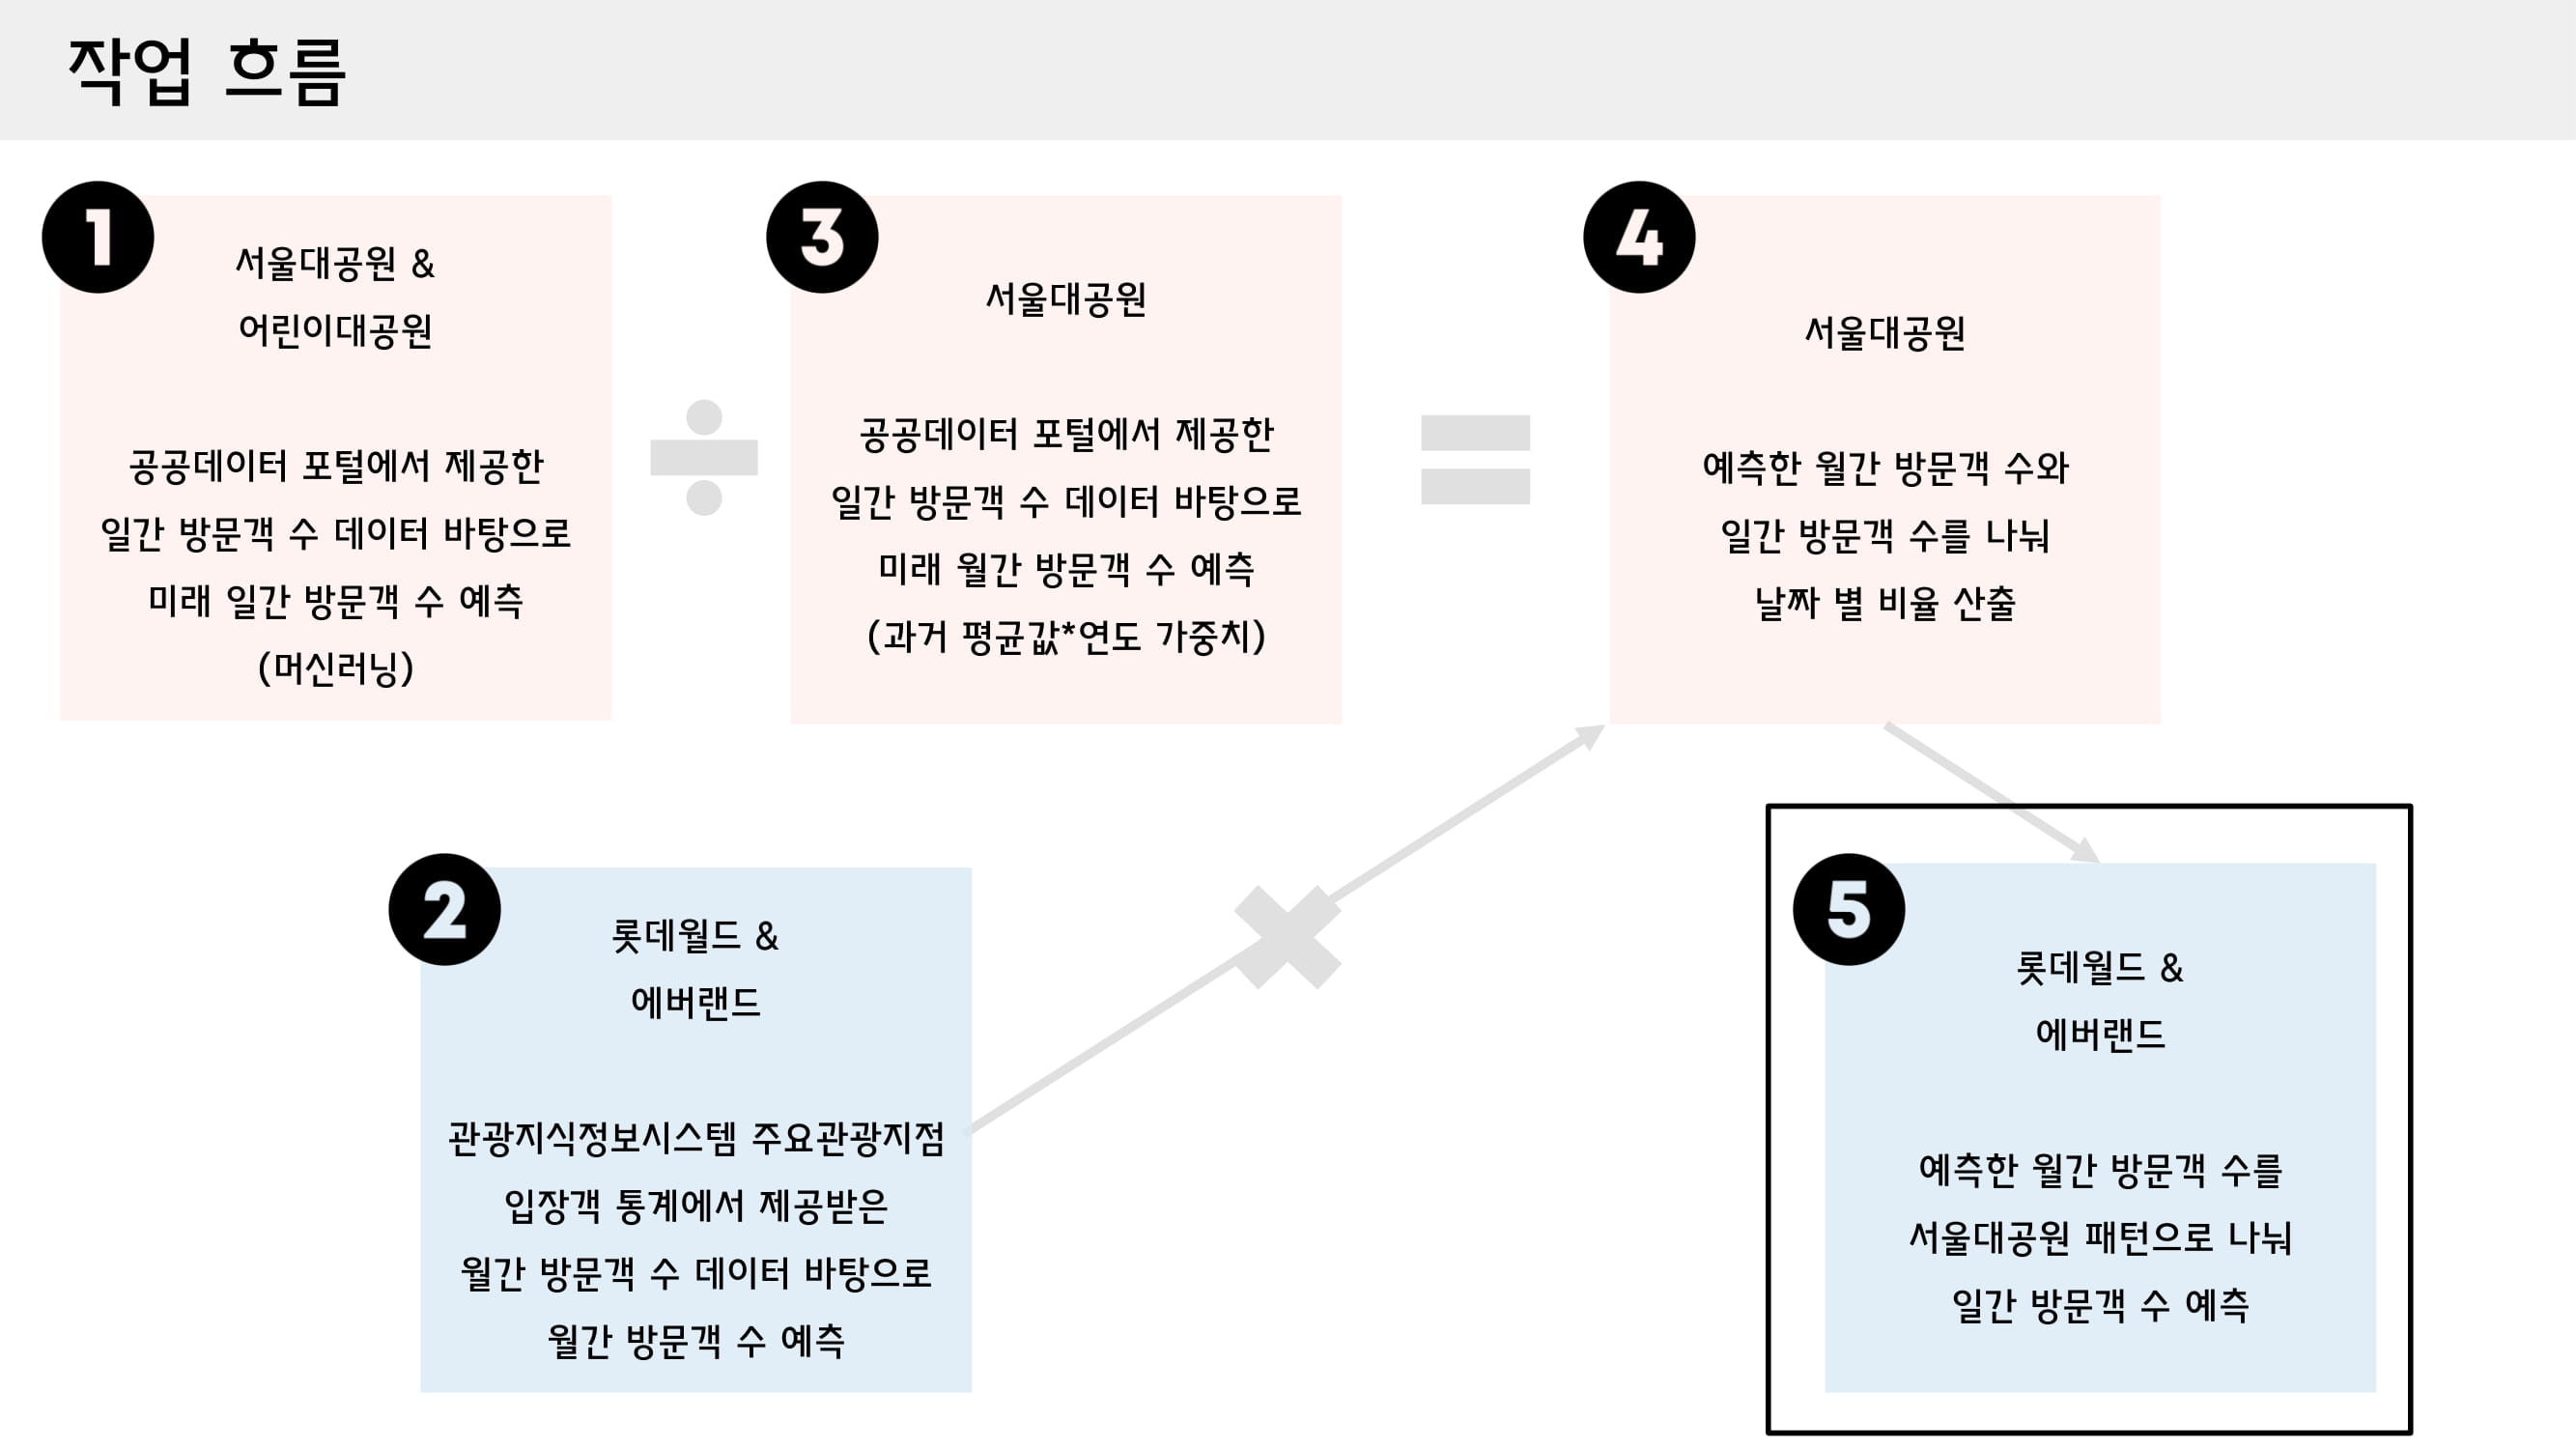 작업 흐름
1
서울대공원 &
어린이대공원
공공데이터 포털에서 제공한
일간 방문객 수 데이터 바탕으로
미래 일간 방문객 수 예측
(머신러닝)
3
서울대공원
공공데이터 포털에서 제공한
일간 방문객 수 데이터 바탕으로
미래 월간 방문객 수 예측
(과거 평균값*연도 가중치)
4
서울대공원
예측한 월간 방문객 수와
일간 방문객 수를 나눠
날짜 별 비율 산출
2
롯데월드 &
에버랜드
관광지식정보시스템 주요관광지점
입장객 통계에서 제공받은
월간 방문객 수 데이터 바탕으로
월간 방문객 수 예측
5
롯데월드 &
에버랜드
예측한 월간 방문객 수를
서울대공원 패턴으로 나눠
일간 방문객 수 예측